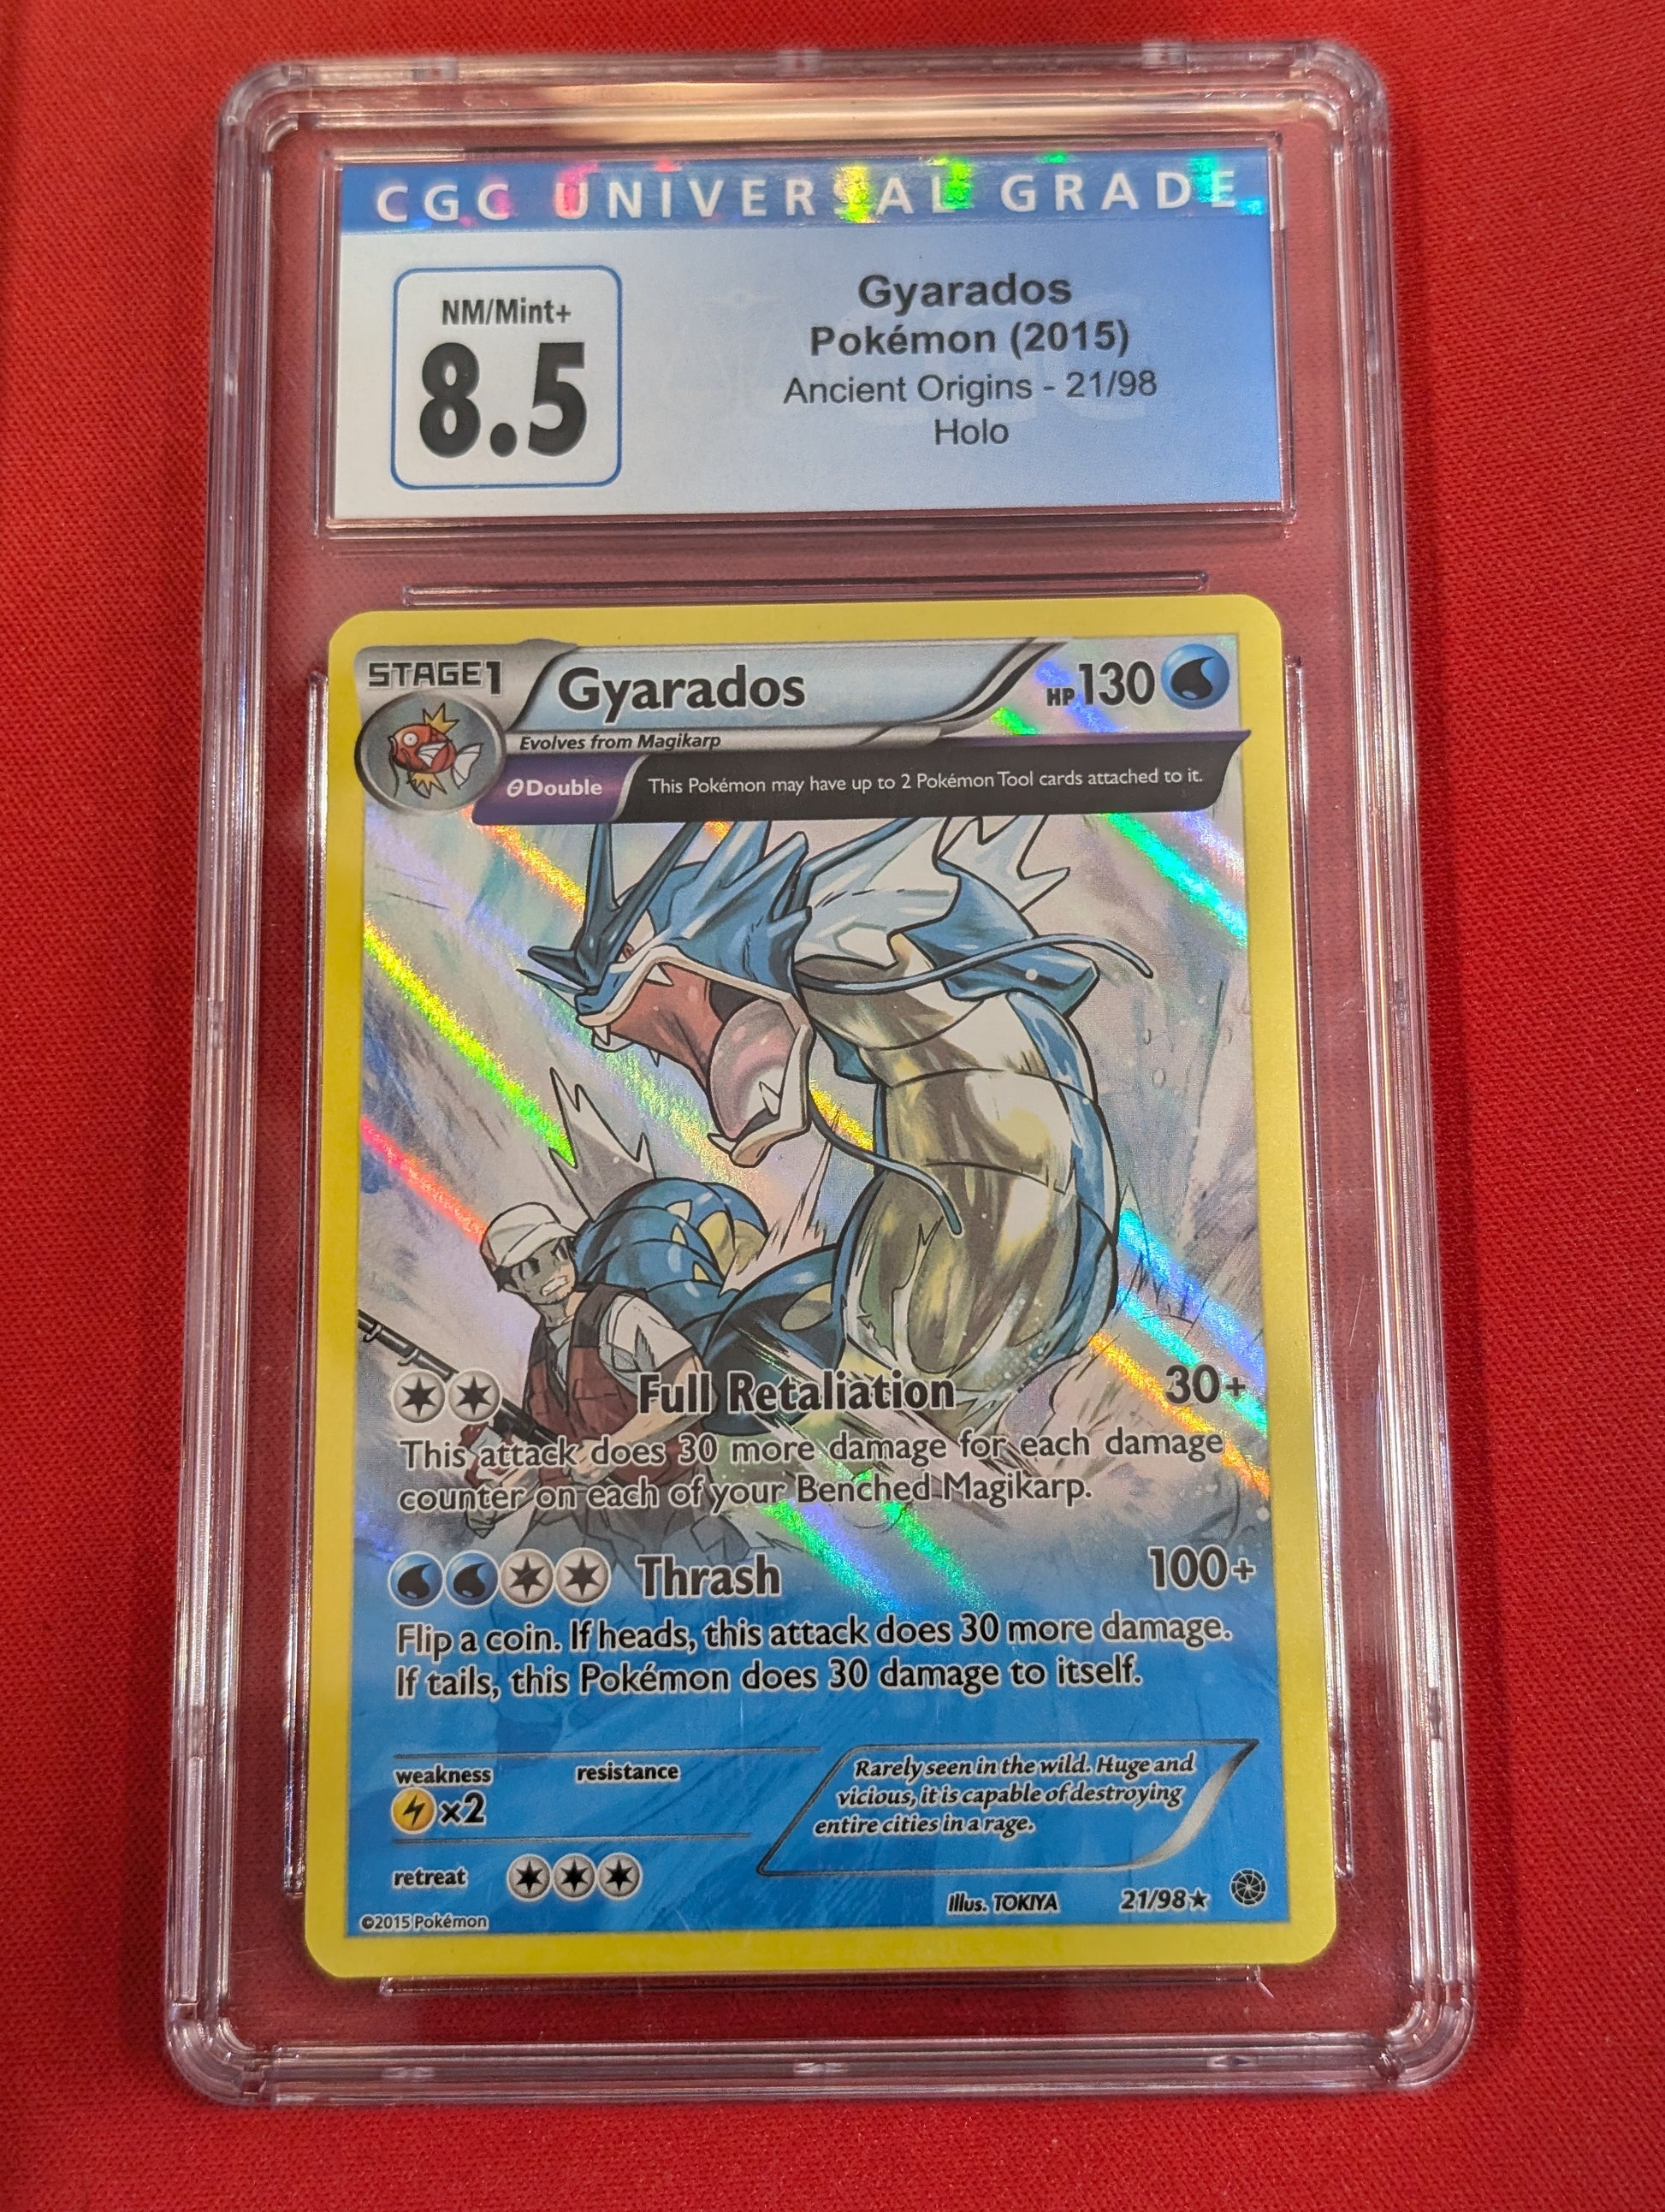 CGC UNIVERSAL GRADE
NM/Mint+
8.5
Gyarados
Pokémon (2015)
Ancient Origins - 21/98
Holo
STAGE1
Gyarados
HP 130
Evolves from Magikarp
θ Double
This Pokémon may have up to 2 Pokémon Tool cards attached to it.
Full Retaliation 30+
This attack does 30 more damage for each damage
counter on each of your Benched Magikarp.
Thrash 100+
Flip a coin. If heads, this attack does 30 more damage.
If tails, this Pokémon does 30 damage to itself.
weakness resistance
×2
retreat
Rarely seen in the wild. Huge and
vicious, it is capable of destroying
entire cities in a rage.
Illus. TOKIYA 21/98★
©2015 Pokémon